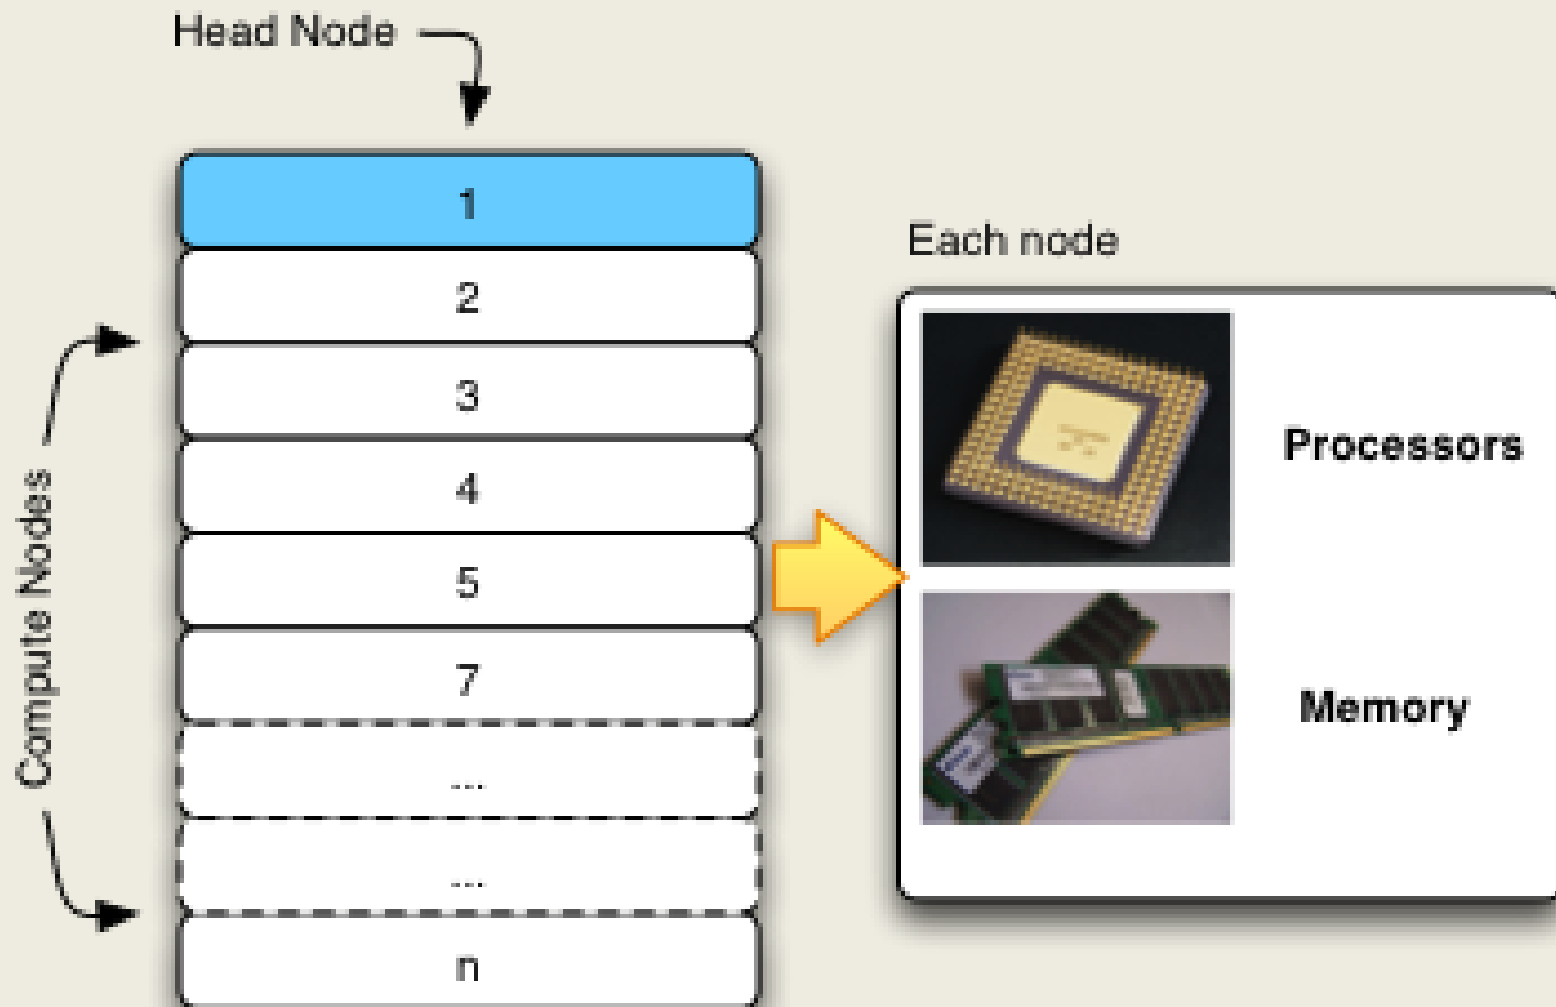 Head Node
1
2
3
4
5
7
...
...
n
Compute Nodes
Each node
Processors
Memory